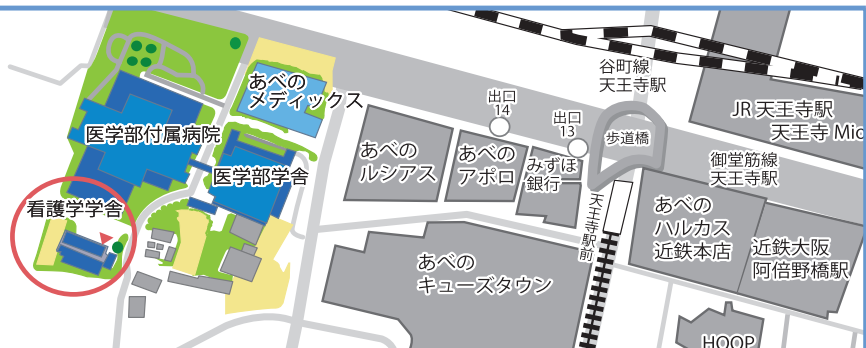 あべの
メディックス
医学部付属病院
医学部学舎
看護学学舎
あべの
ルシアス
出口
14
あべの
アポロ
出口
13
みずほ
銀行
谷町線
天王寺駅
歩道橋
JR 天王寺駅
天王寺 Mio
御堂筋線
天王寺駅
天王寺駅前
あべの
ハルカス
近鉄本店
近鉄大阪
阿倍野橋駅
あべの
キューズタウン
HOOP